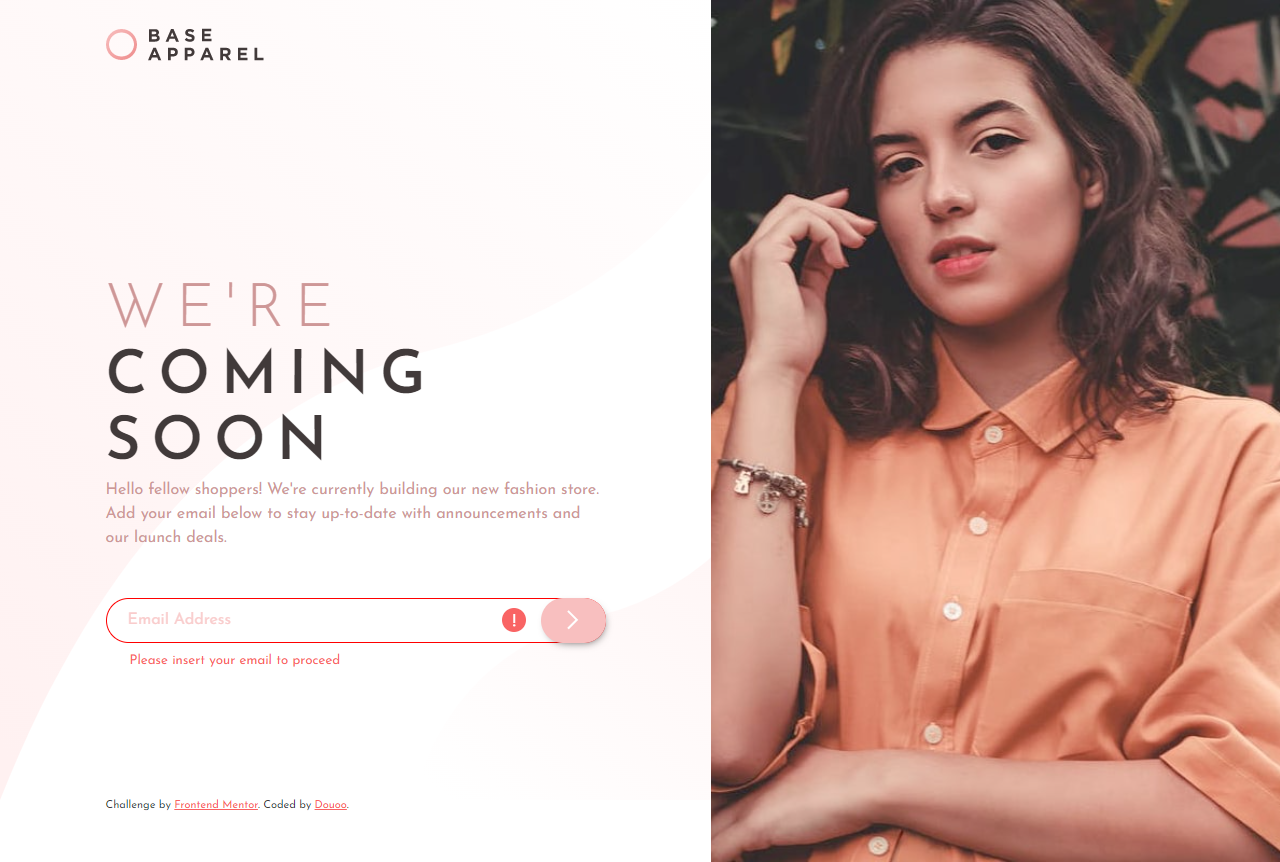 BASE
APPAREL
WE'RE
COMING
SOON
Hello fellow shoppers! We're currently building our new fashion store.
Add your email below to stay up-to-date with announcements and
our launch deals.
Email Address
!
Please insert your email to proceed
Challenge by Frontend Mentor. Coded by Douoo.